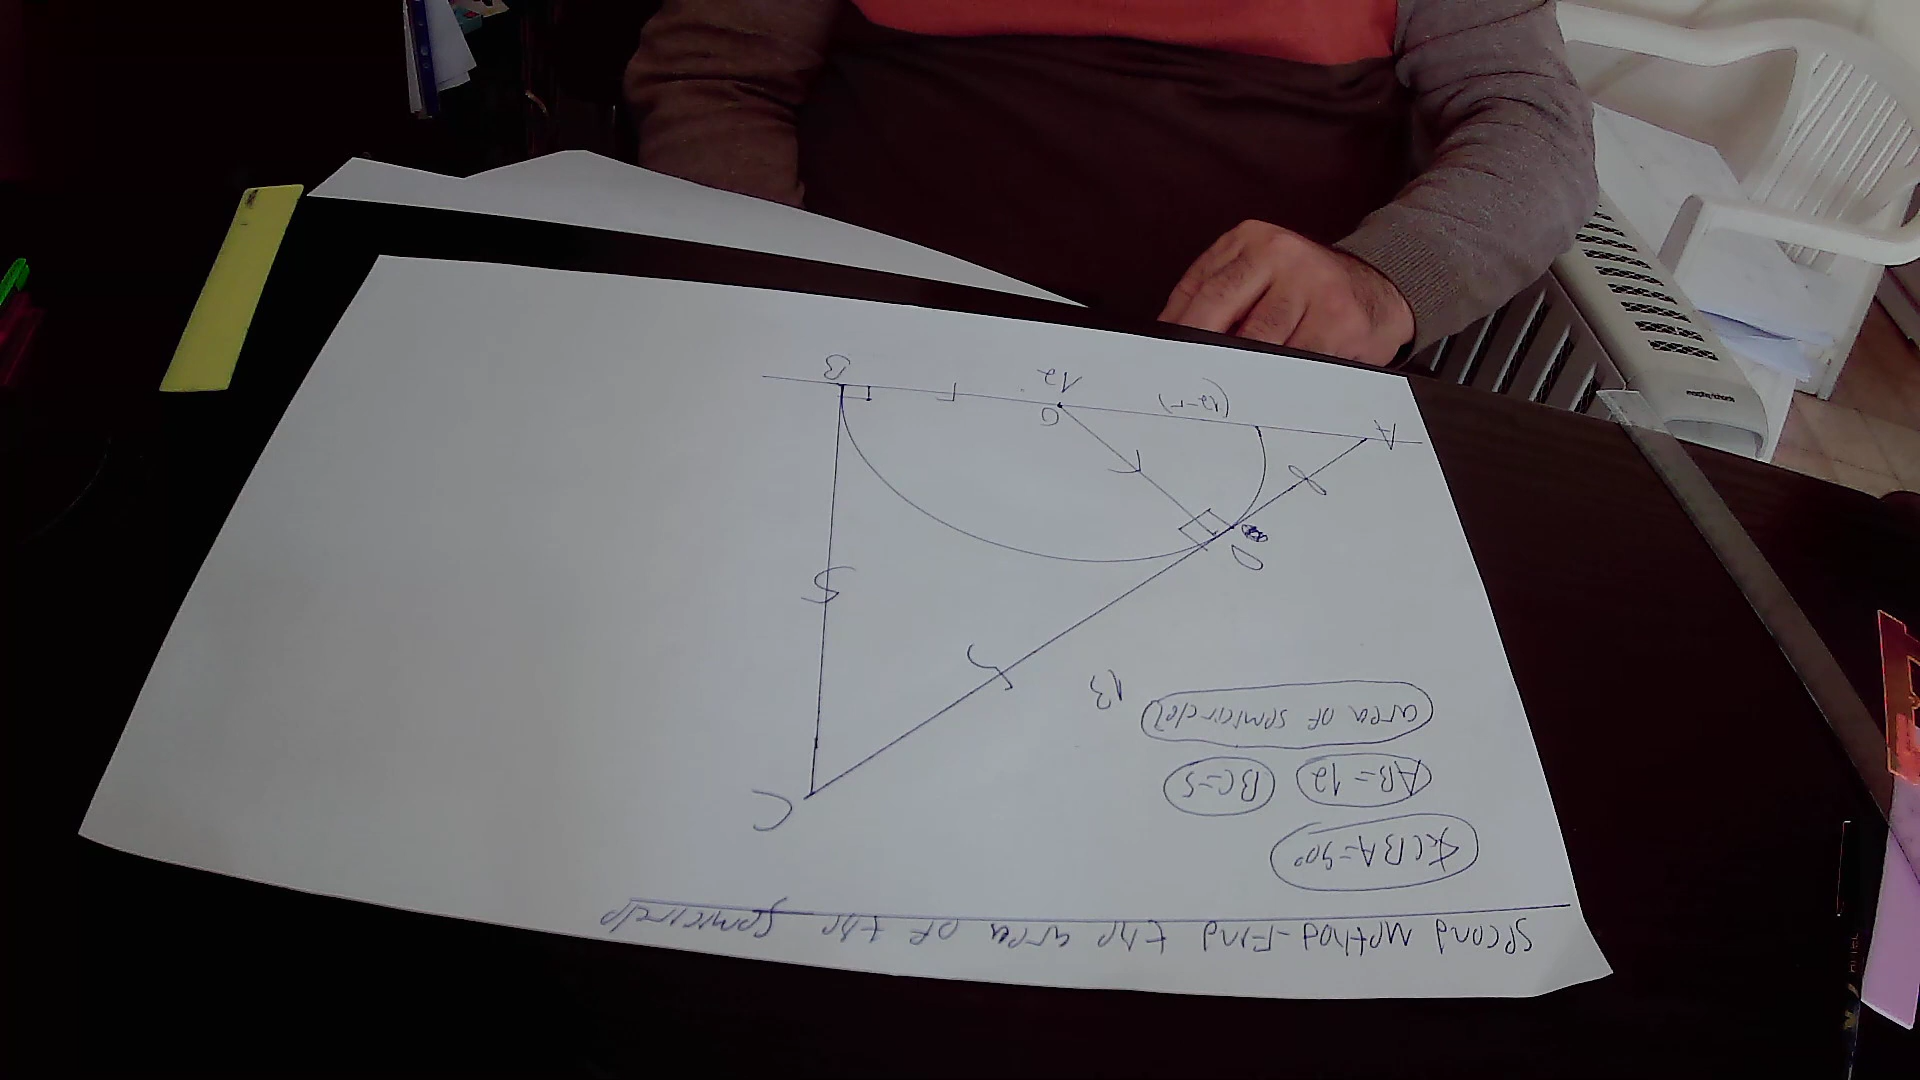 Second Method-Find the area of the semicircle
∢CBA=90°
AB=12 BC=5
area of semicircle?
13
C
5
5
D
8
A
r
G
(12-r)
12
r
B